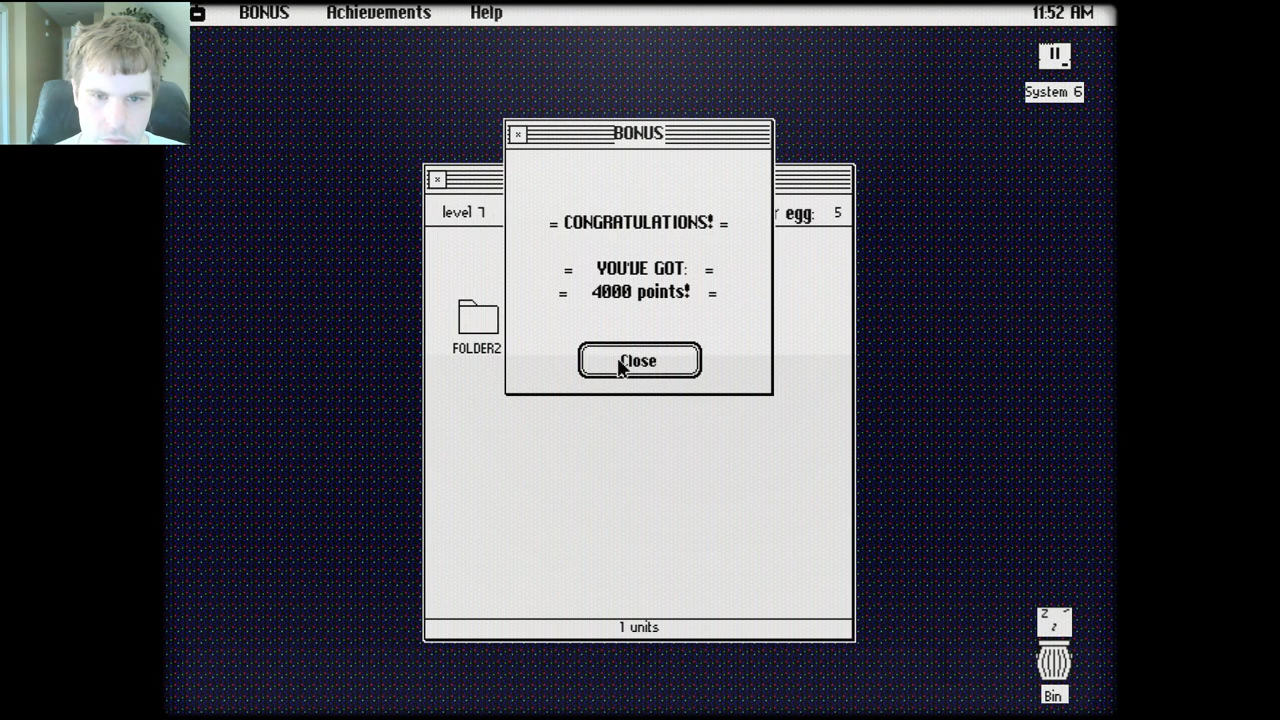 BONUS Achievements Help 11:52 AM
System 6
BONUS
level 7
r egg: 5
= CONGRATULATIONS! =
= YOU'VE GOT: =
= 4000 points! =
FOLDER2
Close
1 units
z
z
Bin